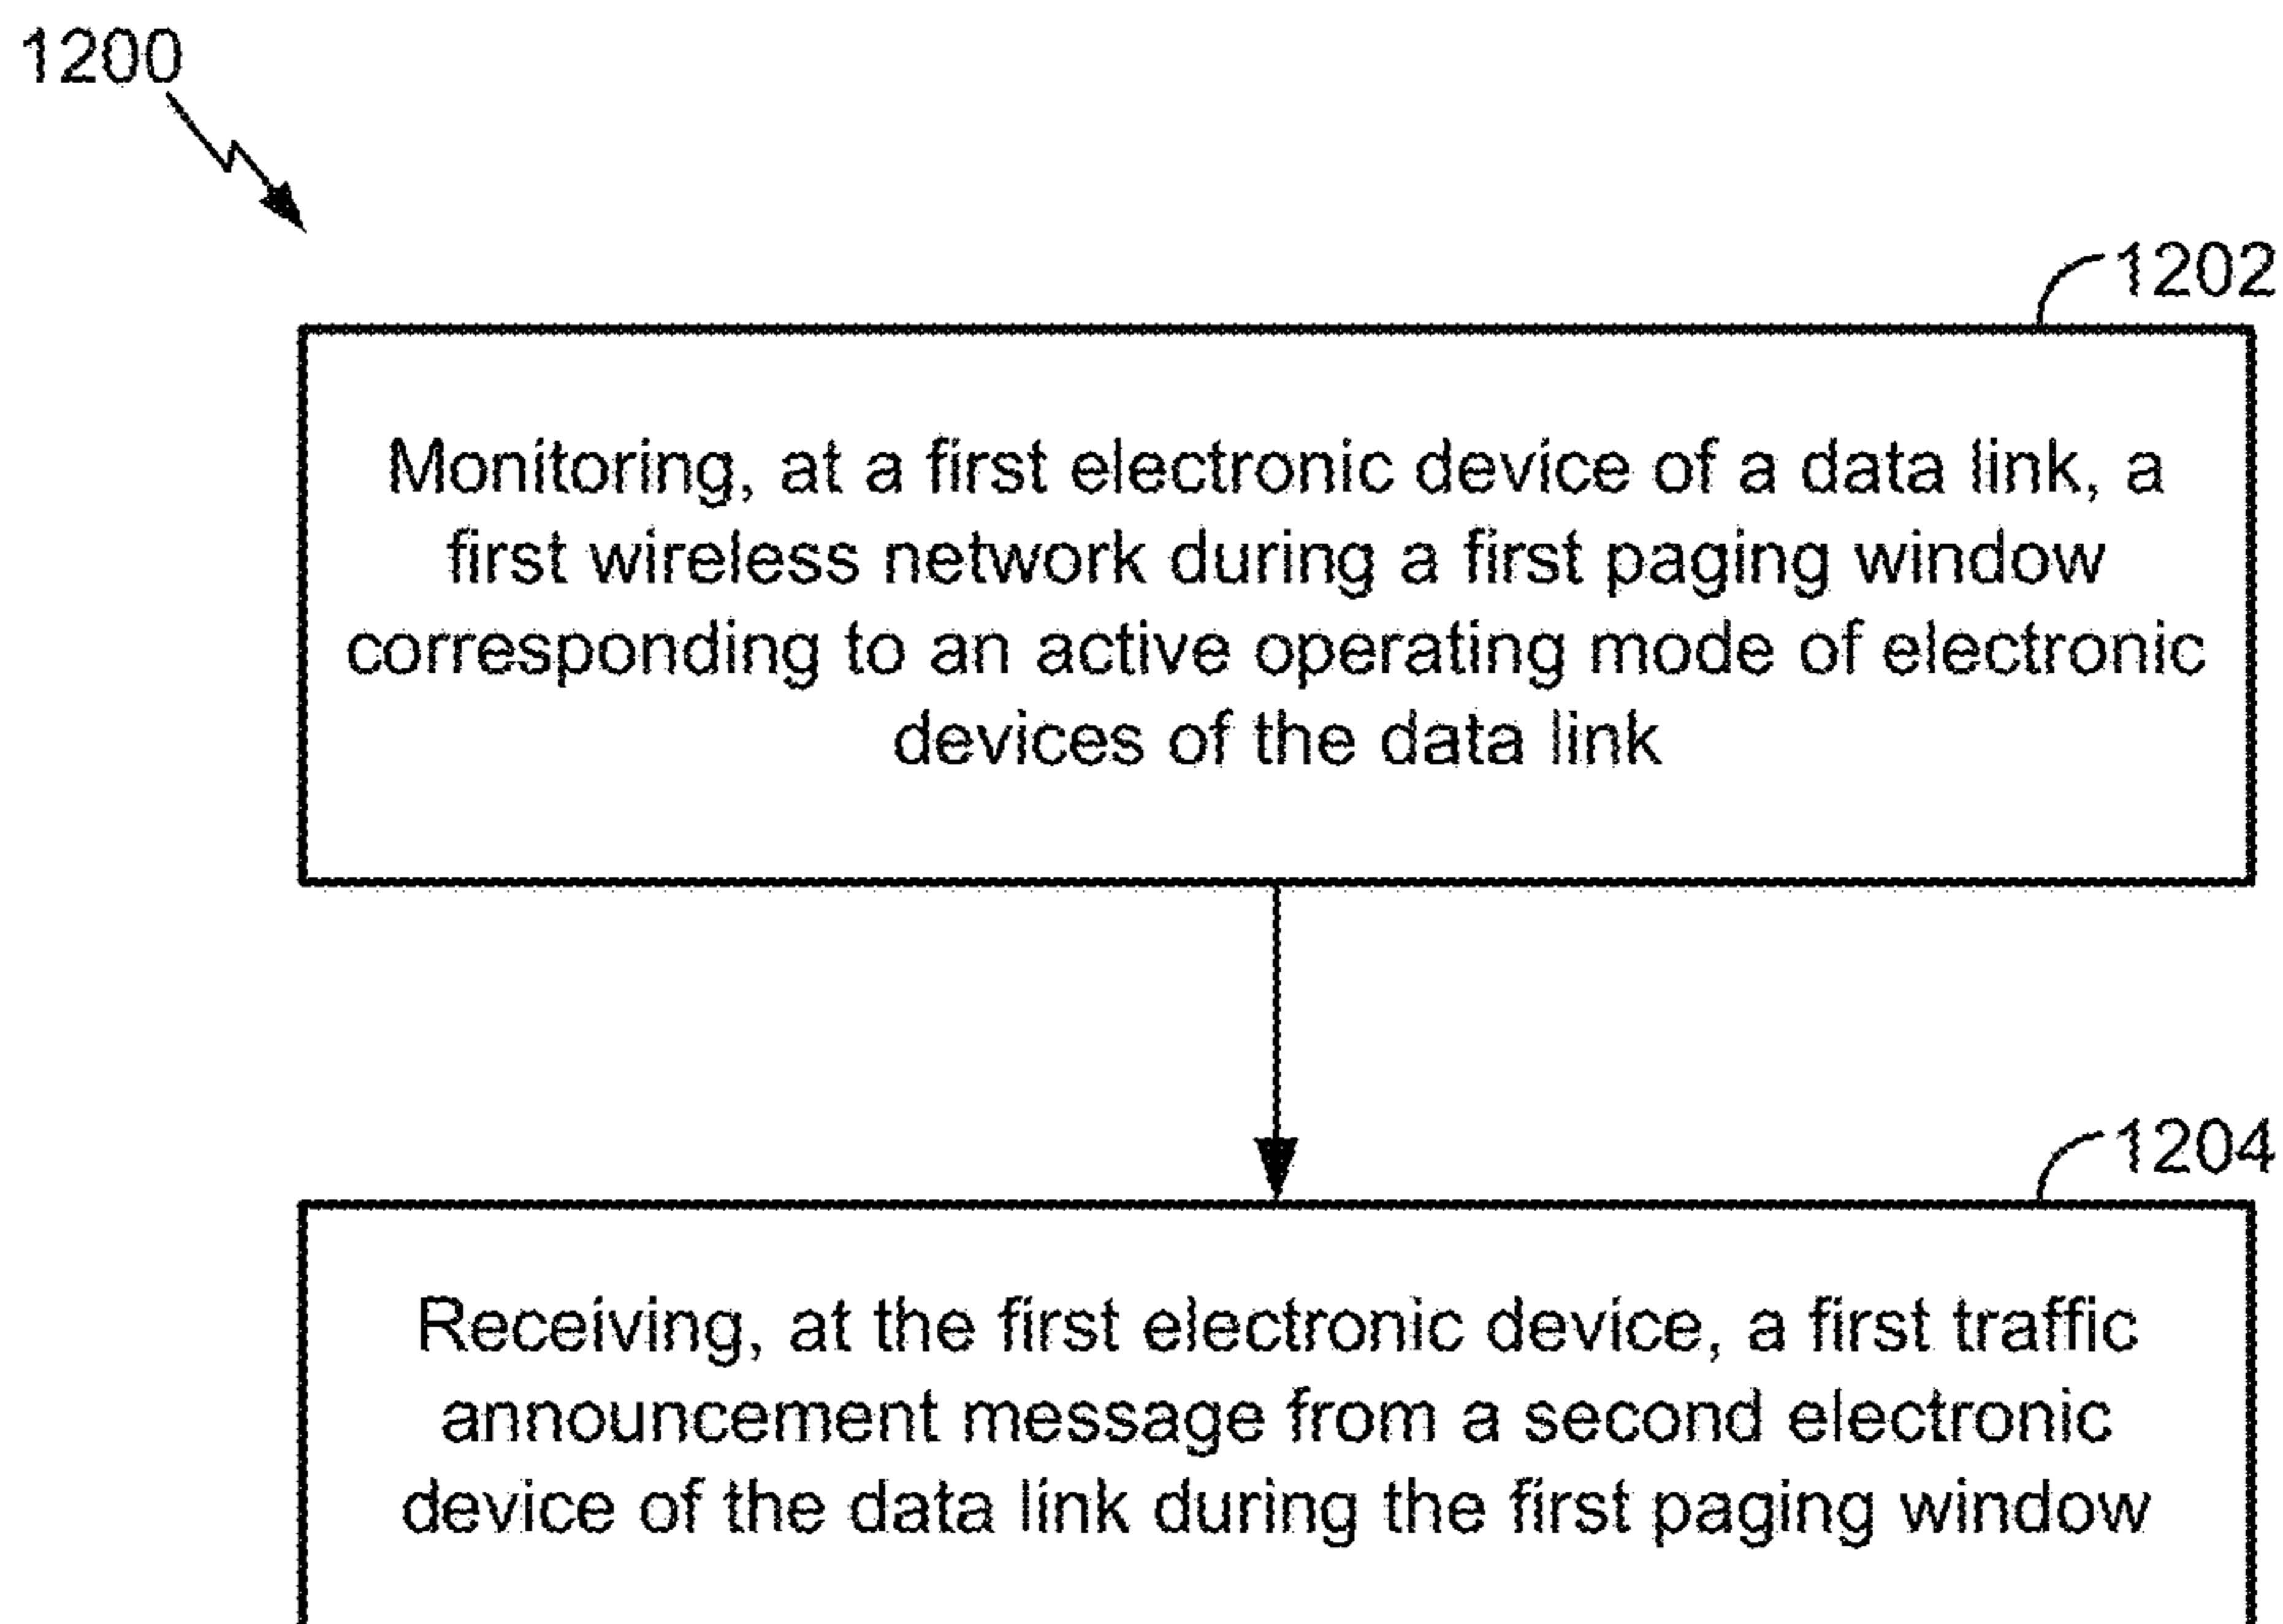 1200
1202
Monitoring, at a first electronic device of a data link, a
first wireless network during a first paging window
corresponding to an active operating mode of electronic
devices of the data link
1204
Receiving, at the first electronic device, a first traffic
announcement message from a second electronic
device of the data link during the first paging window